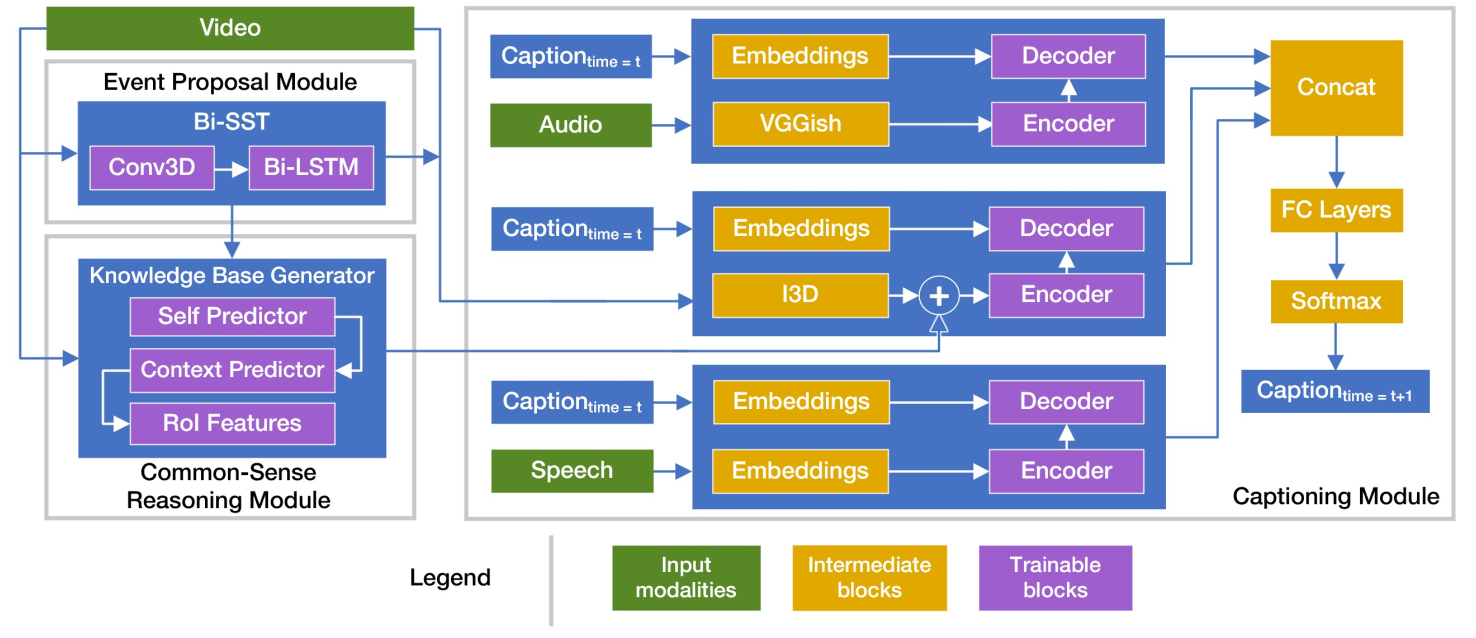 Video
Event Proposal Module
Bi-SST
Conv3D
Bi-LSTM
Knowledge Base Generator
Self Predictor
Context Predictor
RoI Features
Common-Sense
Reasoning Module
Caption time = t
Embeddings
Decoder
Audio
VGGish
Encoder
Caption time = t
Embeddings
Decoder
I3D
+
Encoder
Caption time = t
Embeddings
Decoder
Speech
Embeddings
Encoder
Concat
FC Layers
Softmax
Caption time = t+1
Captioning Module
Legend
Input
modalities
Intermediate
blocks
Trainable
blocks